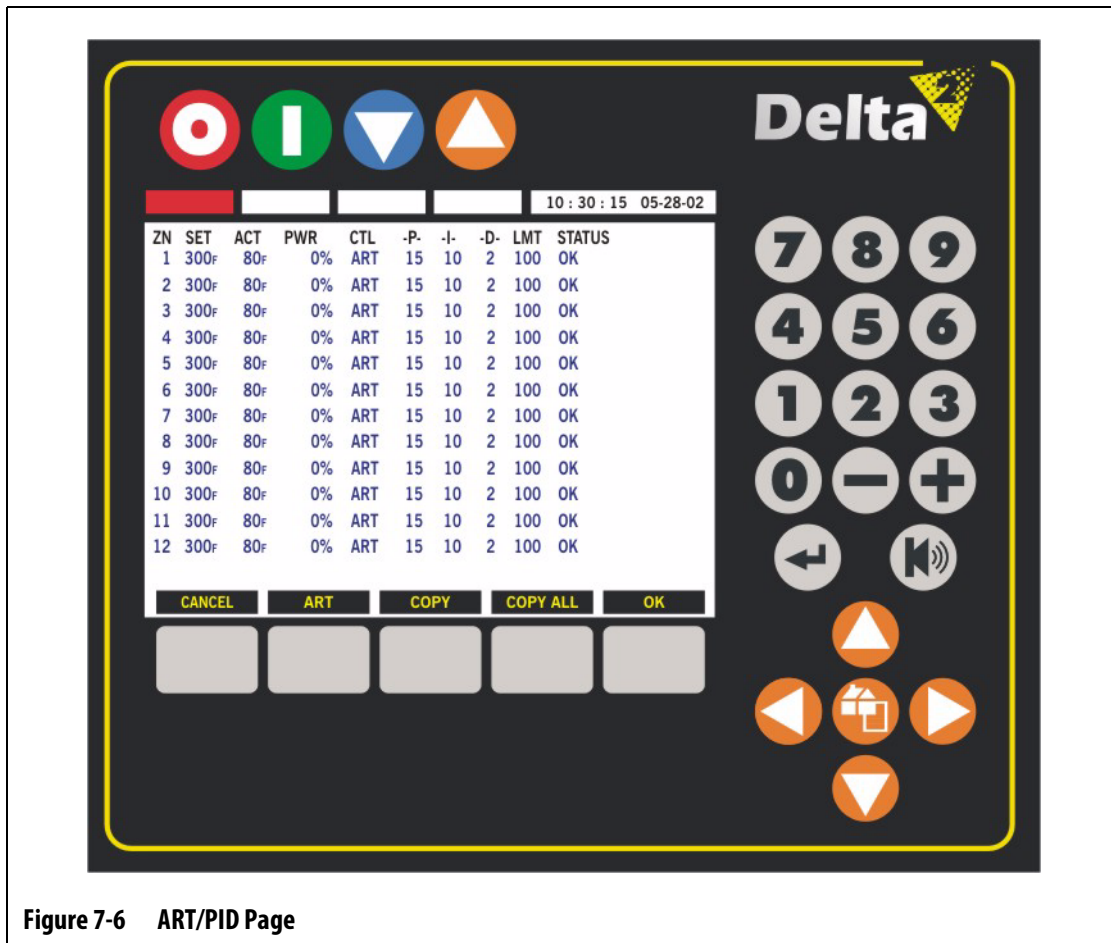 Delta 2
10 : 30 : 15 05-28-02
ZN SET ACT PWR CTL -P- -I- -D- LMT STATUS
1 300F 80F 0% ART 15 10 2 100 OK
2 300F 80F 0% ART 15 10 2 100 OK
3 300F 80F 0% ART 15 10 2 100 OK
4 300F 80F 0% ART 15 10 2 100 OK
5 300F 80F 0% ART 15 10 2 100 OK
6 300F 80F 0% ART 15 10 2 100 OK
7 300F 80F 0% ART 15 10 2 100 OK
8 300F 80F 0% ART 15 10 2 100 OK
9 300F 80F 0% ART 15 10 2 100 OK
10 300F 80F 0% ART 15 10 2 100 OK
11 300F 80F 0% ART 15 10 2 100 OK
12 300F 80F 0% ART 15 10 2 100 OK
CANCEL ART COPY COPY ALL OK
7 8 9
4 5 6
1 2 3
0 - +
Figure 7-6 ART/PID Page